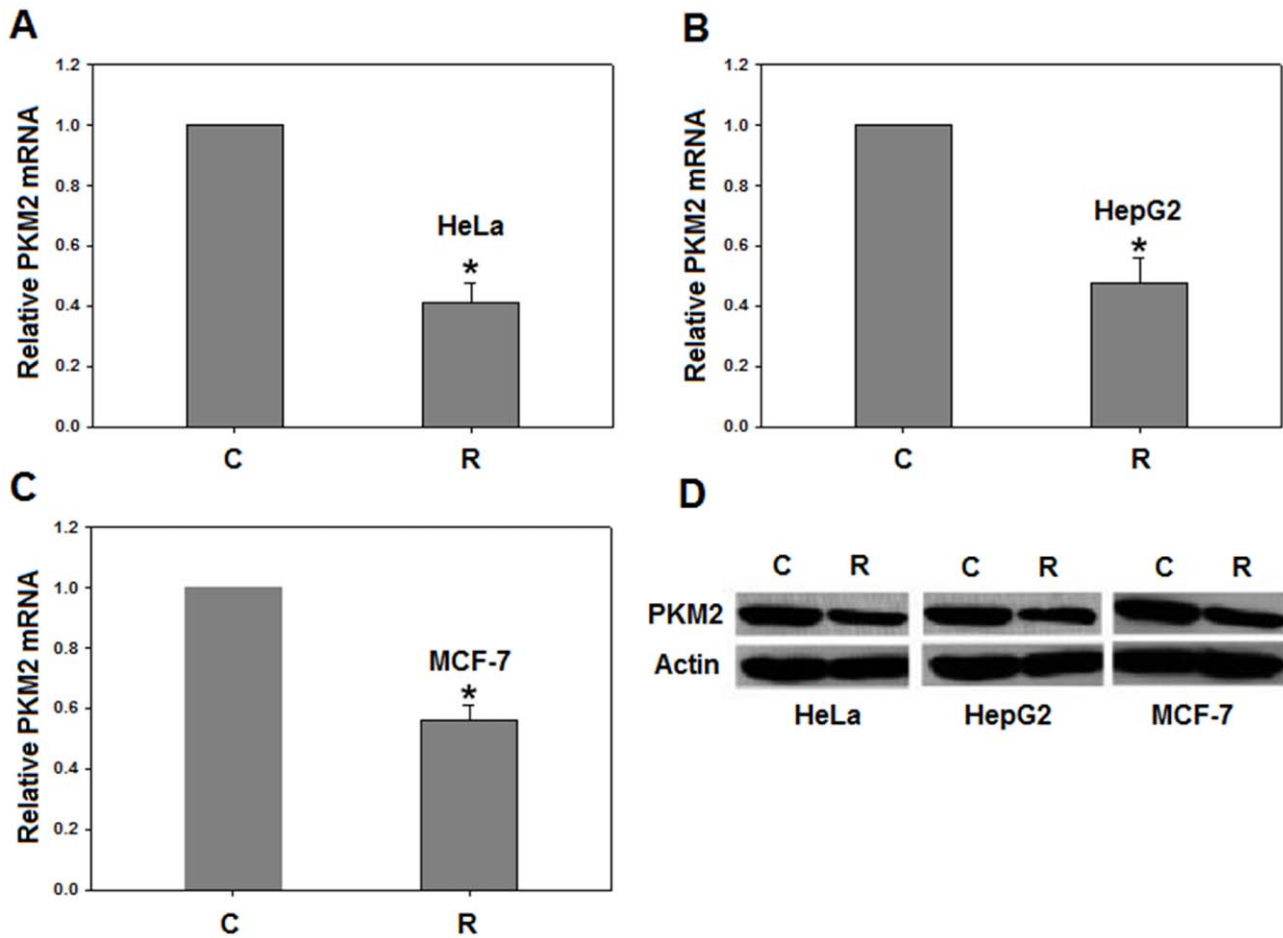 A
Relative PKM2 mRNA
1.2
1.0
0.8
0.6
0.4
0.2
0.0
HeLa
*
C R
B
Relative PKM2 mRNA
1.2
1.0
0.8
0.6
0.4
0.2
0.0
HepG2
*
C R
C
Relative PKM2 mRNA
1.2
1.0
0.8
0.6
0.4
0.2
0.0
MCF-7
*
C R
D
C R C R C R
PKM2
Actin
HeLa HepG2 MCF-7